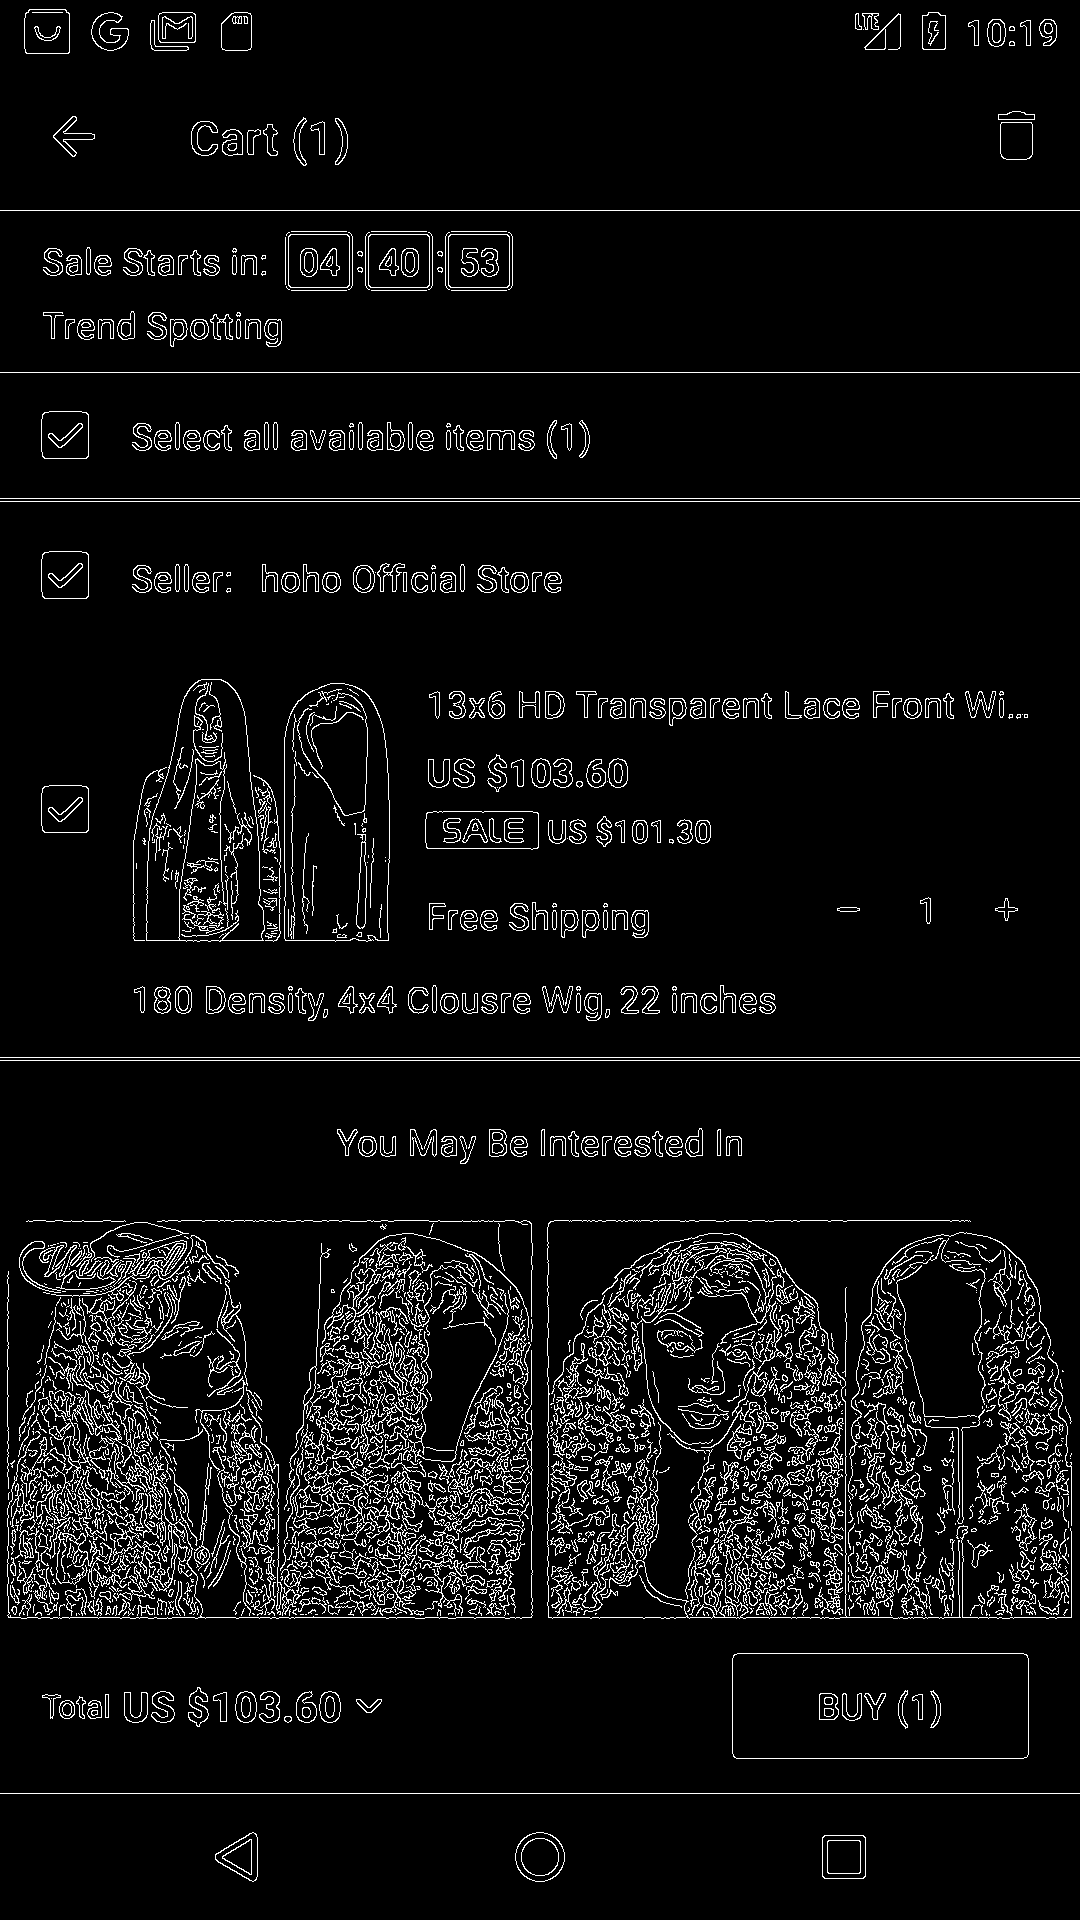 LTE 10:19
Cart (1)
Sale Starts in: 04:40:53
Trend Spotting
Select all available items (1)
Seller: hoho Official Store
13x6 HD Transparent Lace Front Wi...
US $103.60
SALE US $101.30
Free Shipping
1
180 Density, 4x4 Clousre Wig, 22 inches
You May Be Interested In
Total US $103.60
BUY (1)